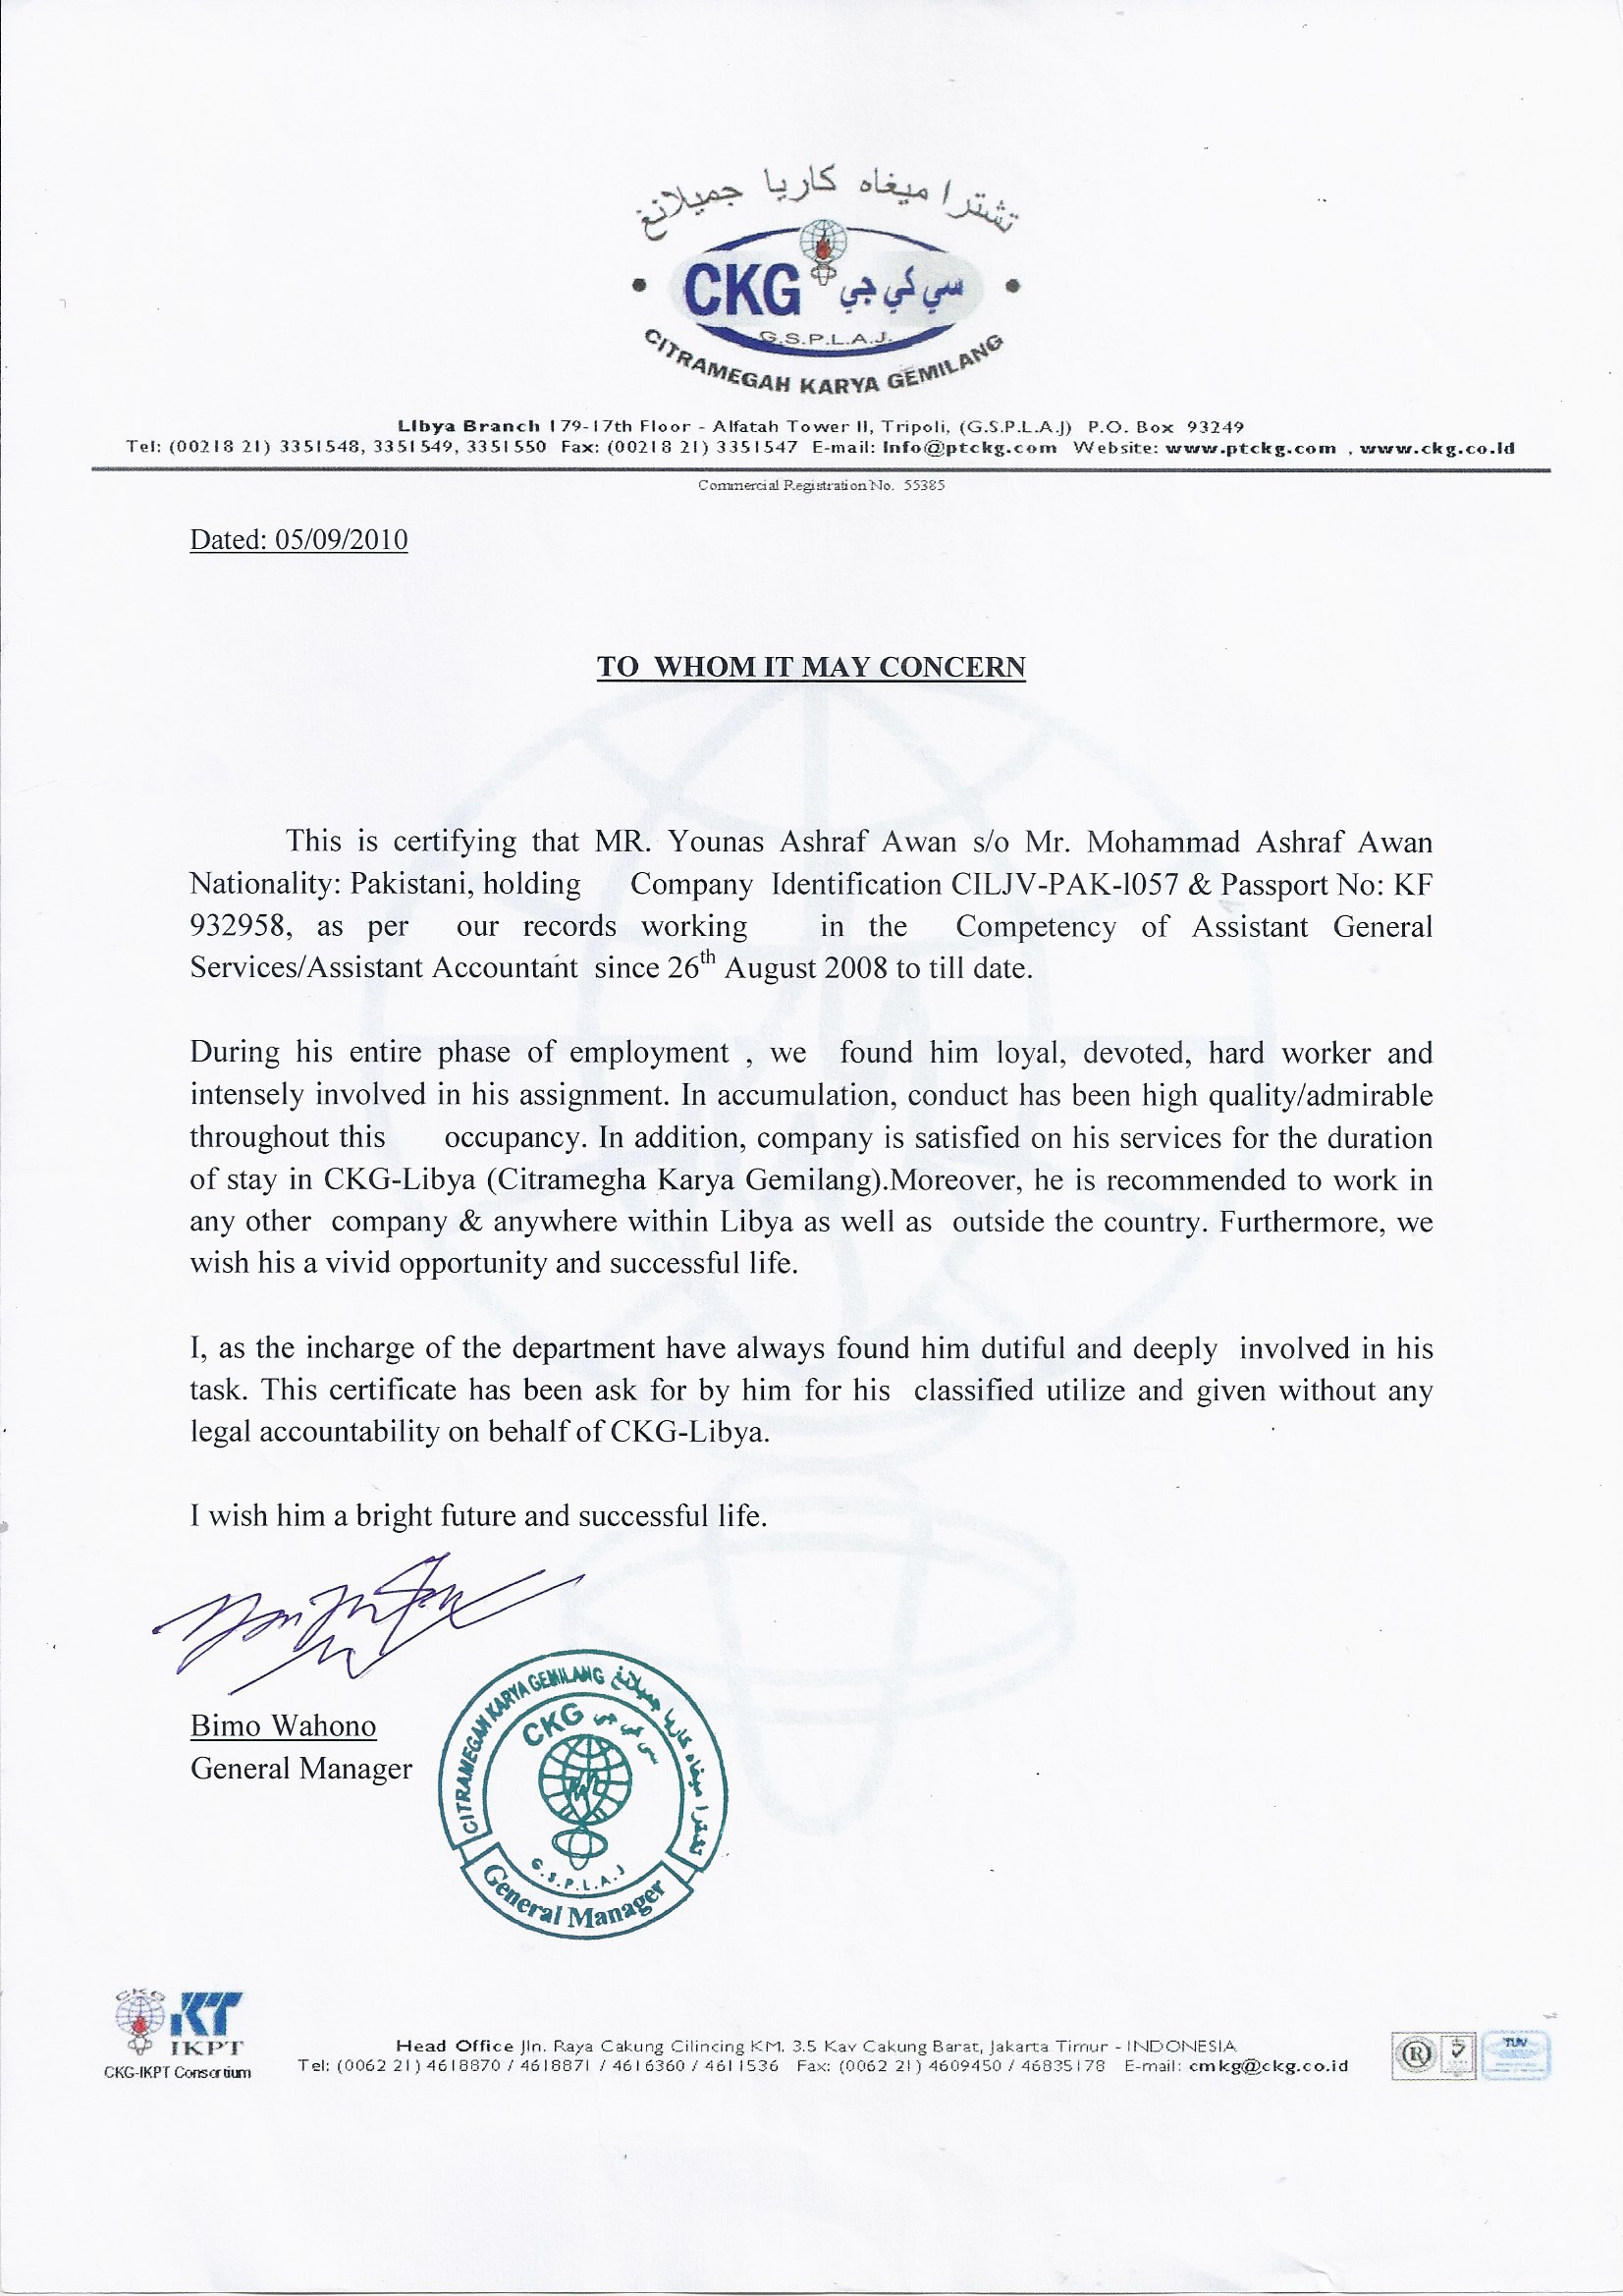 تشترا ميغاه كاريا جميلانغ
CKG سي كي جي
G.S.P.L.A.J.
CITRAMEGAH KARYA GEMILANG
Libya Branch 179-17th Floor - Alfatah Tower II, Tripoli, (G.S.P.L.A.J) P.O. Box 93249
Tel: (00218 21) 3351548, 3351549, 3351550 Fax: (00218 21) 3351547 E-mail: Info@ptckg.com Website: www.ptckg.com , www.ckg.co.id
Commercial Registration No. 55385
Dated: 05/09/2010
TO WHOM IT MAY CONCERN
This is certifying that MR. Younas Ashraf Awan s/o Mr. Mohammad Ashraf Awan
Nationality: Pakistani, holding Company Identification CILJV-PAK-l057 & Passport No: KF
932958, as per our records working in the Competency of Assistant General
Services/Assistant Accountant since 26th August 2008 to till date.
During his entire phase of employment , we found him loyal, devoted, hard worker and
intensely involved in his assignment. In accumulation, conduct has been high quality/admirable
throughout this occupancy. In addition, company is satisfied on his services for the duration
of stay in CKG-Libya (Citramegha Karya Gemilang).Moreover, he is recommended to work in
any other company & anywhere within Libya as well as outside the country. Furthermore, we
wish his a vivid opportunity and successful life.
I, as the incharge of the department have always found him dutiful and deeply involved in his
task. This certificate has been ask for by him for his classified utilize and given without any
legal accountability on behalf of CKG-Libya.
I wish him a bright future and successful life.
Bimo Wahono
General Manager
CITRAMEGAH KARYA GEMILANG تشترا ميغاه كاريا جميلانغ
CKG سي كي جي
G.S.P.L.A.J
General Manager
CKG
KT
IKPT
CKG-IKPT Consortium
Head Office Jln. Raya Cakung Cilincing KM. 3.5 Kav Cakung Barat, Jakarta Timur - INDONESIA
Tel: (0062 21) 4618870 / 4618871 / 4616360 / 4611536 Fax: (0062 21) 4609450 / 46835178 E-mail: cmkg@ckg.co.id
R
TUV